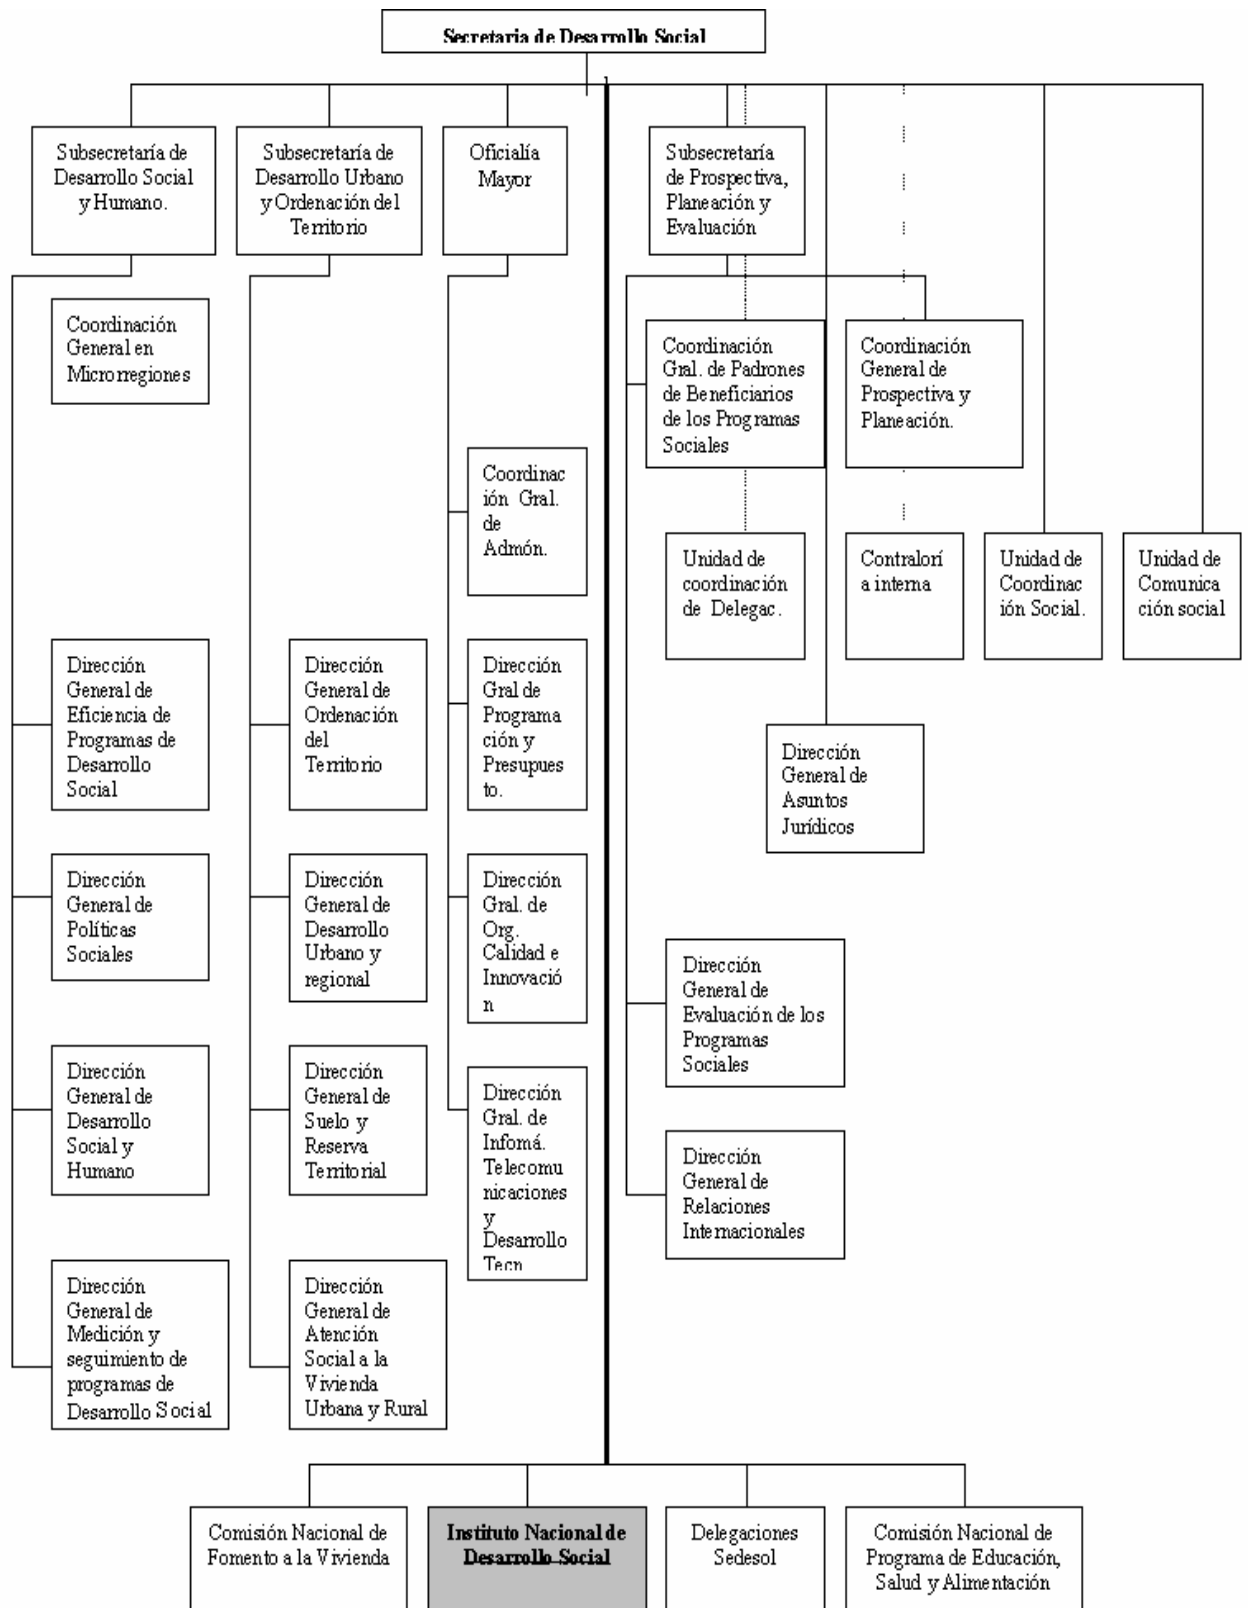 Secretaria de Desarrollo Social
Subsecretaría de
Desarrollo Social
y Humano.
Subsecretaría de
Desarrollo Urbano
y Ordenación del
Territorio
Oficialía
Mayor
Subsecretaría
de Prospectiva,
Planeación y
Evaluación
Coordinación
General en
Microrregiones
Coordinación
Gral. de Padrones
de Beneficiarios
de los Programas
Sociales
Coordinación
General de
Prospectiva y
Planeación.
Coordinac
ión Gral.
de
Admón.
Unidad de
coordinación
de Delegac.
Contralorí
a interna
Unidad de
Coordinac
ión Social.
Unidad de
Comunica
ción social
Dirección
General de
Eficiencia de
Programas de
Desarrollo
Social
Dirección
General de
Ordenación
del
Territorio
Dirección
Gral de
Programa
ción y
Presupues
to.
Dirección
General de
Asuntos
Jurídicos
Dirección
General de
Políticas
Sociales
Dirección
General de
Desarrollo
Urbano y
regional
Dirección
Gral. de
Org.
Calidad e
Innovació
n
Dirección
General de
Evaluación de los
Programas
Sociales
Dirección
General de
Desarrollo
Social y
Humano
Dirección
General de
Suelo y
Reserva
Territorial
Dirección
Gral. de
Infomá.
Telecomu
nicaciones
y
Desarrollo
Tecn
Dirección
General de
Relaciones
Internacionales
Dirección
General de
Medición y
seguimiento de
programas de
Desarrollo Social
Dirección
General de
Atención
Social a la
Vivienda
Urbana y Rural
Comisión Nacional de
Fomento a la Vivienda
Instituto Nacional de
Desarrollo Social
Delegaciones
Sedesol
Comisión Nacional de
Programa de Educación,
Salud y Alimentación